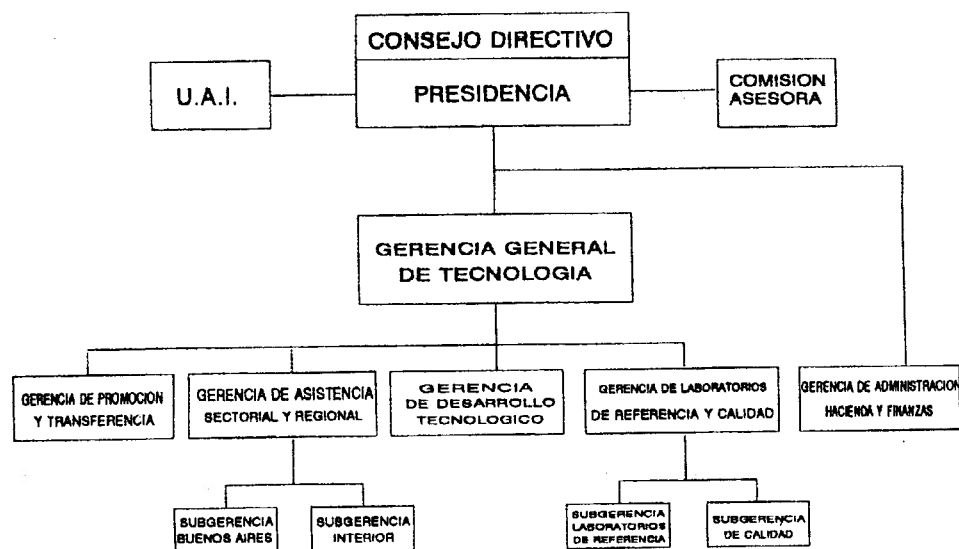 CONSEJO DIRECTIVO
PRESIDENCIA
U.A.I.
COMISION
ASESORA
GERENCIA GENERAL
DE TECNOLOGIA
GERENCIA DE PROMOCION
Y TRANSFERENCIA
GERENCIA DE ASISTENCIA
SECTORIAL Y REGIONAL
GERENCIA
DE DESARROLLO
TECNOLOGICO
GERENCIA DE LABORATORIOS
DE REFERENCIA Y CALIDAD
GERENCIA DE ADMINISTRACION
HACIENDA Y FINANZAS
SUBGERENCIA
BUENOS AIRES
SUBGERENCIA
INTERIOR
SUBGERENCIA
LABORATORIOS
DE REFERENCIA
SUBGERENCIA
DE CALIDAD